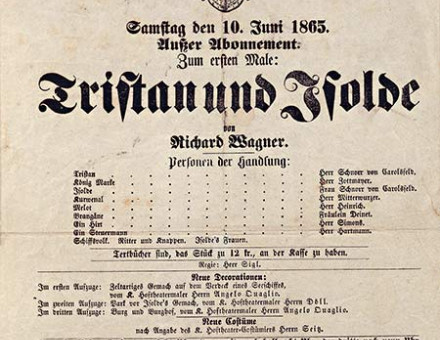 Samstag den 10. Juni 1865.
Außer Abonnement.
Zum ersten Male:
Tristan und Isolde
von
Richard Wagner.
Personen der Handlung:
Tristan Herr Schnorr von Carolsfeld.
König Marke Herr Zottmayer.
Isolde Frau Schnorr von Carolsfeld.
Kurwenal Herr Mitterwurzer.
Melot Herr Heinrich.
Brangäne Fräulein Deinet.
Ein Hirt Herr Simons.
Ein Steuermann Herr Hartmann.
Schiffsvolk. Ritter und Knappen. Isolde's Frauen.
Textbücher sind, das Stück zu 12 kr., an der Kasse zu haben.
Regie: Herr Sigl.
Neue Decorationen:
Im ersten Aufzuge: Zeltartiges Gemach auf dem Verdeck eines Seeschiffes,
vom K. Hoftheatermaler Herrn Angelo Quaglio.
Im zweiten Aufzuge: Park vor Isolde's Gemach, vom K. Hoftheatermaler Herrn Döll.
Im dritten Aufzuge: Burg und Burghof, vom K. Hoftheatermaler Herrn Angelo Quaglio.
Neue Costüme
nach Angabe des K. Hoftheater-Costümiers Herrn Seitz.